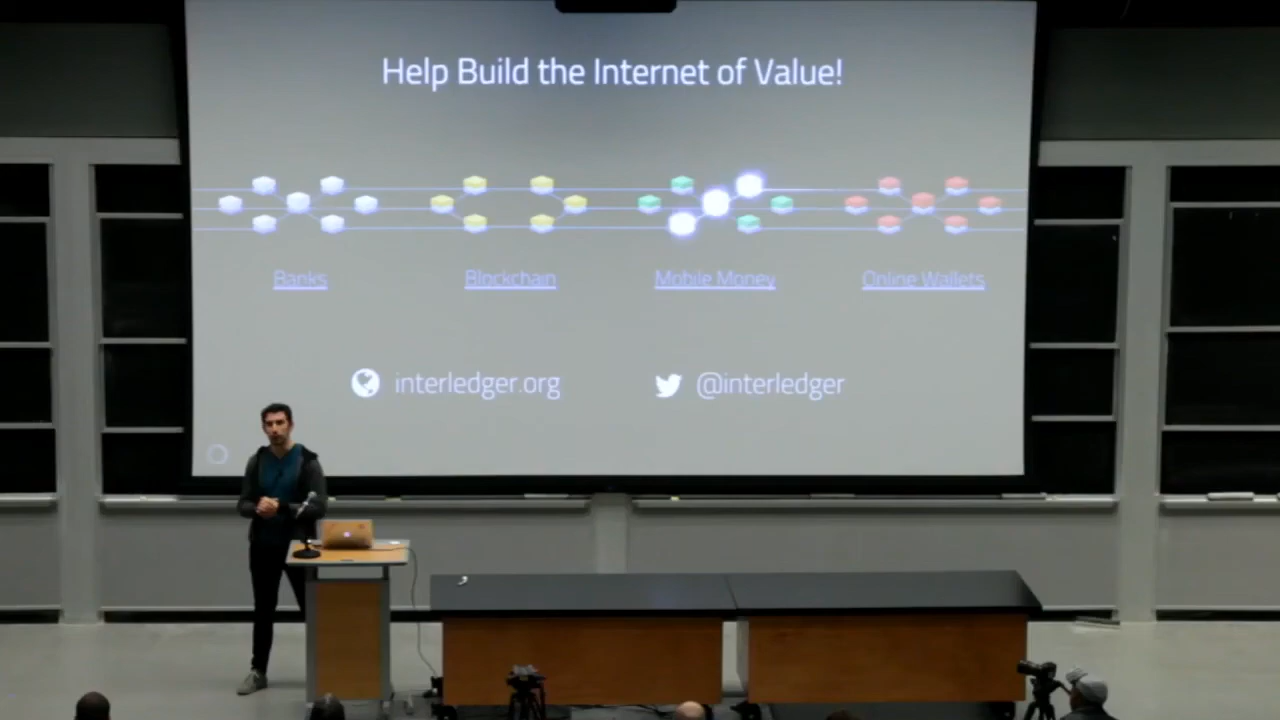 Help Build the Internet of Value!
Banks Blockchain Mobile Money Online Wallets
interledger.org @interledger